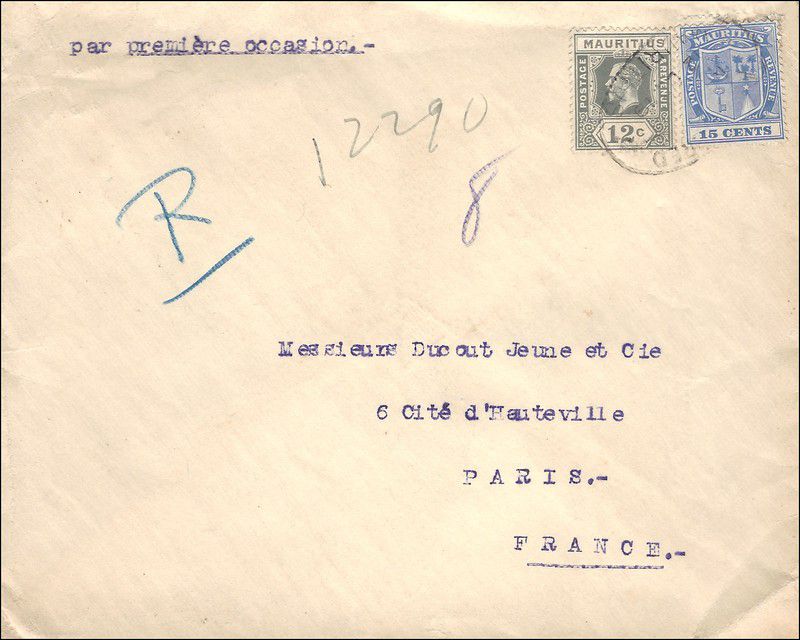 par première occasion.-
MAURITIUS
POSTAGE
& REVENUE
12 c
MAURITIUS
POSTAGE
REVENUE
15 CENTS
12290
8
R
Messieurs Ducout Jeune et Cie
6 Cité d'Hauteville
PARIS.-
FRANCE.-